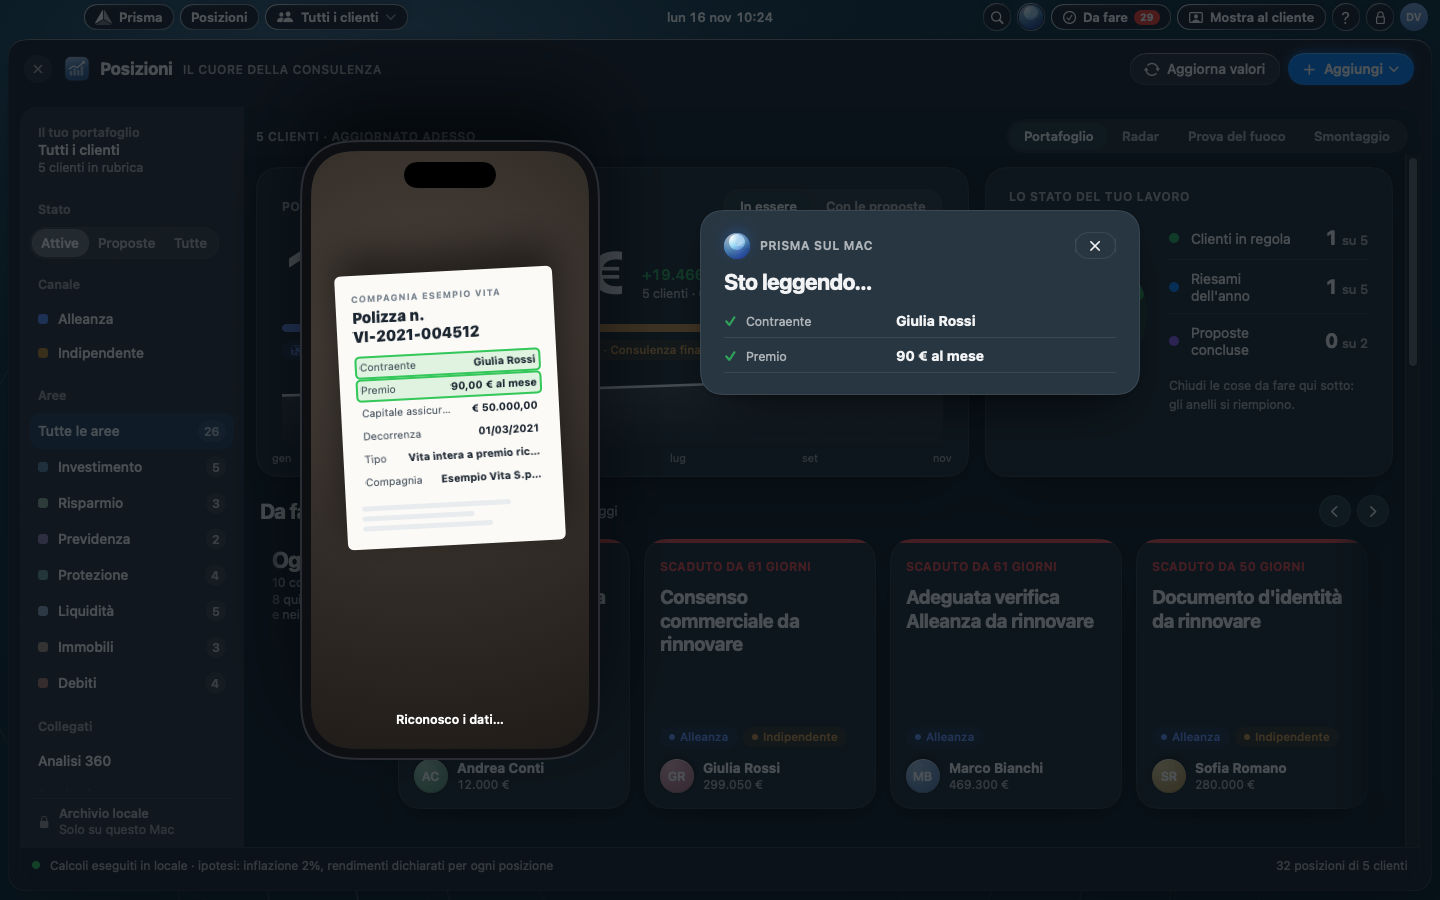 Prisma
Posizioni
Tutti i clienti
lun 16 nov 10:24
Da fare 29
Mostra al cliente
?
DV
Posizioni IL CUORE DELLA CONSULENZA
Aggiorna valori
+ Aggiungi
Il tuo portafoglio
Tutti i clienti
5 clienti in rubrica
Stato
Attive Proposte Tutte
Canale
Alleanza
Indipendente
Aree
Tutte le aree 26
Investimento 5
Risparmio 3
Previdenza 2
Protezione 4
Liquidità 5
Immobili 3
Debiti 4
Collegati
Analisi 360
Archivio locale
Solo su questo Mac
5 CLIENTI · AGGIORNATO ADESSO
Portafoglio Radar Prova del fuoco Smontaggio
In essere Con le proposte
€
5 clienti
gen lug set nov
COMPAGNIA ESEMPIO VITA
Polizza n.
VI-2021-004512
Contraente Giulia Rossi
Premio 90,00 € al mese
Capitale assicur... € 50.000,00
Decorrenza 01/03/2021
Tipo Vita intera a premio ric...
Compagnia Esempio Vita S.p...
Riconosco i dati...
PRISMA SUL MAC
Sto leggendo...
Contraente Giulia Rossi
Premio 90 € al mese
LO STATO DEL TUO LAVORO
Clienti in regola 1 su 5
Riesami
dell'anno
1 su 5
Proposte
concluse
0 su 2
Chiudi le cose da fare qui sotto:
gli anelli si riempiono.
Andrea Conti
AC
12.000 €
SCADUTO DA 61 GIORNI
Consenso
commerciale da
rinnovare
Alleanza Indipendente
GR
Giulia Rossi
299.050 €
SCADUTO DA 61 GIORNI
Adeguata verifica
Alleanza da rinnovare
Alleanza
MB
Marco Bianchi
469.300 €
SCADUTO DA 50 GIORNI
Documento d'identità
da rinnovare
Alleanza Indipendente
SR
Sofia Romano
280.000 €
Calcoli eseguiti in locale · ipotesi: inflazione 2%, rendimenti dichiarati per ogni posizione
32 posizioni di 5 clienti